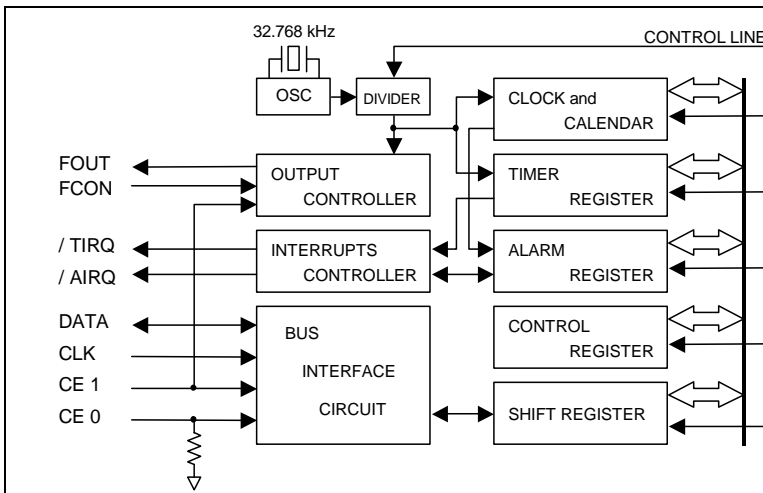 32.768 kHz
CONTROL LINE
OSC
DIVIDER
CLOCK and
CALENDAR
FOUT
FCON
OUTPUT
CONTROLLER
TIMER
REGISTER
/ TIRQ
/ AIRQ
INTERRUPTS
CONTROLLER
ALARM
REGISTER
DATA
CLK
CE 1
CE 0
BUS
INTERFACE
CIRCUIT
CONTROL
REGISTER
SHIFT REGISTER